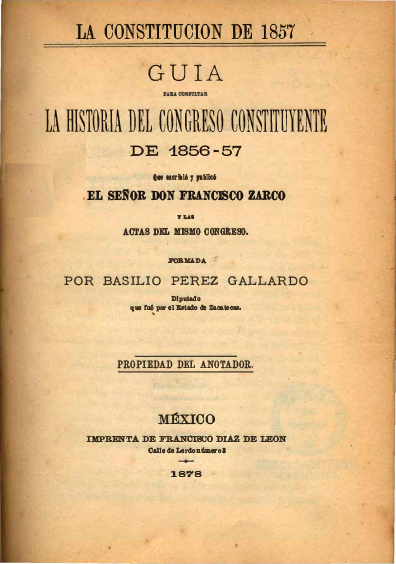 LA CONSTITUCION DE 1857
GUIA
PARA CONSULTAR
LA HISTORIA DEL CONGRESO CONSTITUYENTE
DE 1856-57
Que escribió y publicó
EL SEÑOR DON FRANCISCO ZARCO
Y LAS
ACTAS DEL MISMO CONGRESO.
FORMADA
POR BASILIO PEREZ GALLARDO
Diputado
que fué por el Estado de Zacatecas.
PROPIEDAD DEL ANOTADOR.
MÉXICO
IMPRENTA DE FRANCISCO DIAZ DE LEON
Calle de Lerdo número 3
1878